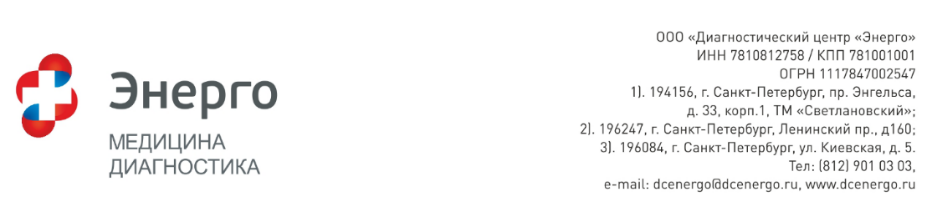 Энерго
МЕДИЦИНА
ДИАГНОСТИКА
ООО «Диагностический центр «Энерго»
ИНН 7810812758 / КПП 781001001
ОГРН 1117847002547
1). 194156, г. Санкт-Петербург, пр. Энгельса,
д. 33, корп.1, ТМ «Светлановский»;
2). 196247, г. Санкт-Петербург, Ленинский пр., д160;
3). 196084, г. Санкт-Петербург, ул. Киевская, д. 5.
Тел: (812) 901 03 03,
e-mail: dcenergo@dcenergo.ru, www.dcenergo.ru